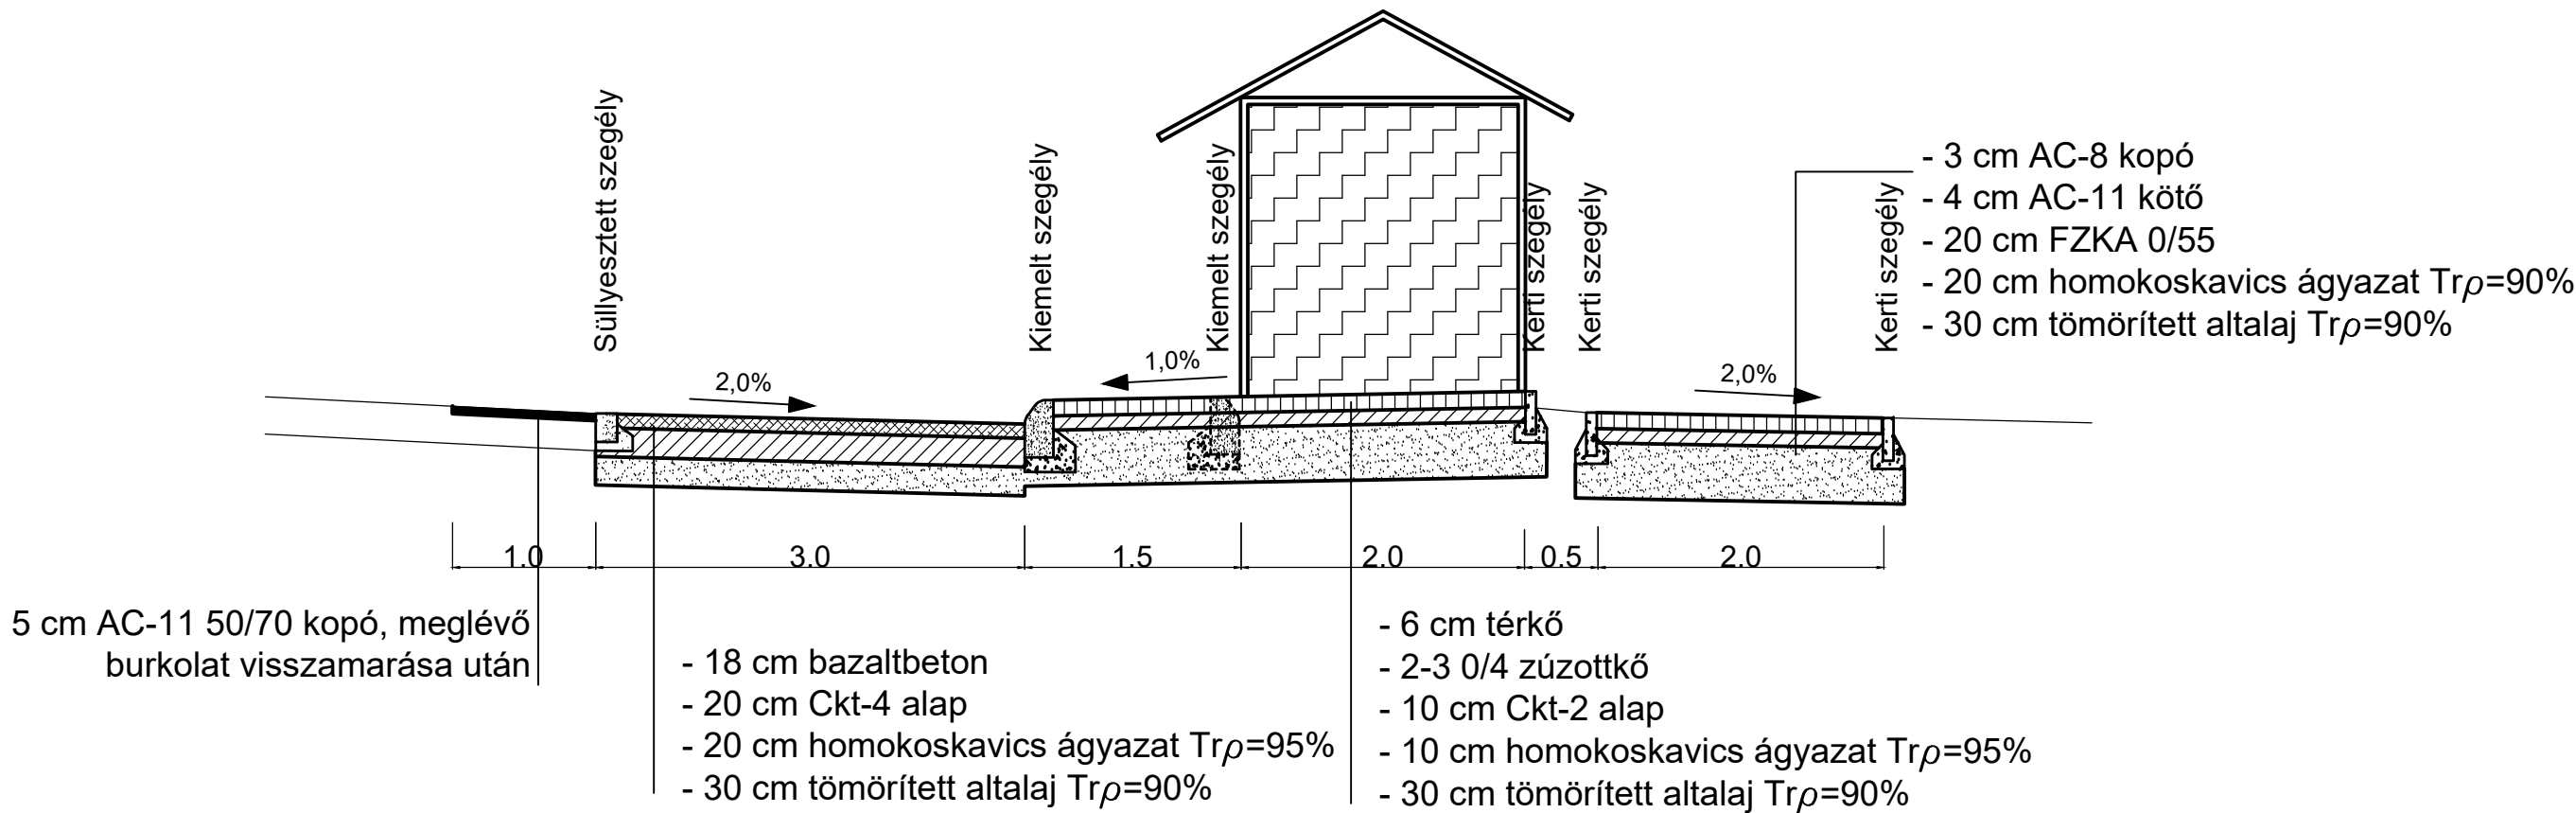 Süllyesztett szegély
Kiemelt szegély
Kiemelt szegély
Kerti szegély
Kerti szegély
Kerti szegély
- 3 cm AC-8 kopó
- 4 cm AC-11 kötő
- 20 cm FZKA 0/55
- 20 cm homokoskavics ágyazat Trρ=90%
- 30 cm tömörített altalaj Trρ=90%
2,0%
1,0%
2,0%
1.0
3.0
1.5
2.0
0.5
2.0
5 cm AC-11 50/70 kopó, meglévő
burkolat visszamarása után
- 18 cm bazaltbeton
- 20 cm Ckt-4 alap
- 20 cm homokoskavics ágyazat Trρ=95%
- 30 cm tömörített altalaj Trρ=90%
- 6 cm térkő
- 2-3 0/4 zúzottkő
- 10 cm Ckt-2 alap
- 10 cm homokoskavics ágyazat Trρ=95%
- 30 cm tömörített altalaj Trρ=90%